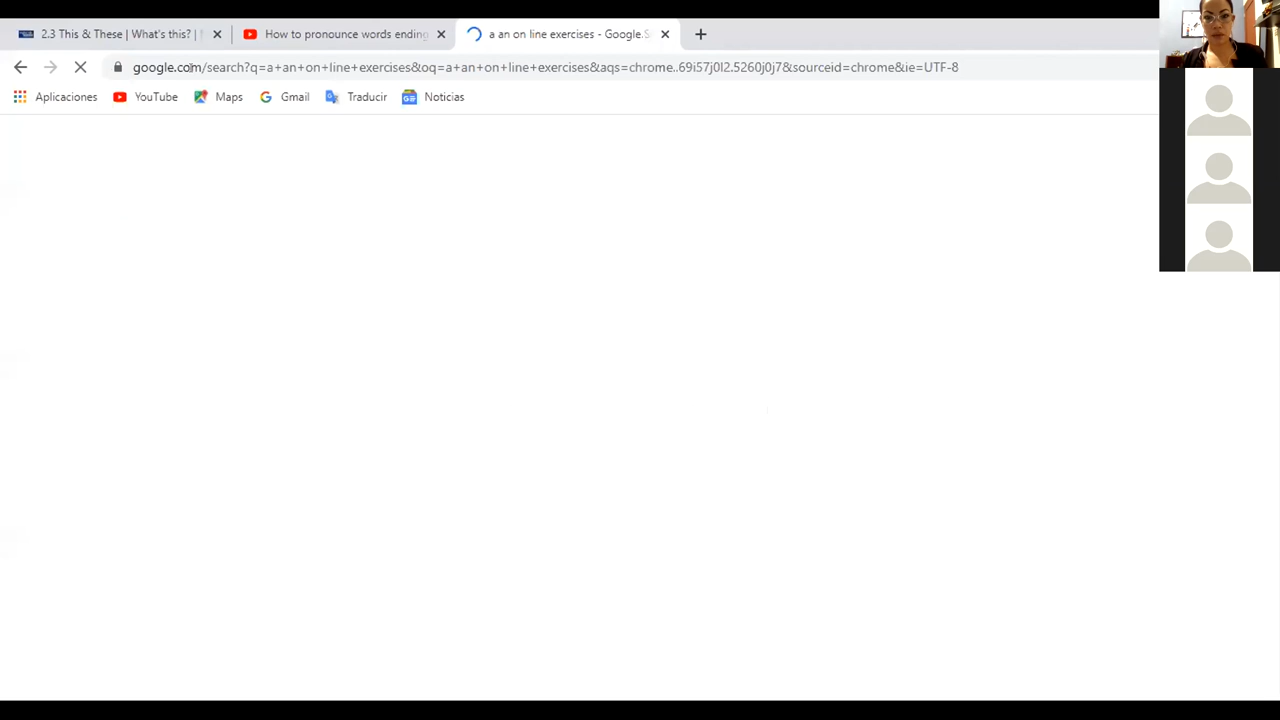 2.3 This & These | What's this? |
How to pronounce words ending
a an on line exercises - Google S
google.com/search?q=a+an+on+line+exercises&oq=a+an+on+line+exercises&aqs=chrome..69i57j0l2.5260j0j7&sourceid=chrome&ie=UTF-8
Aplicaciones YouTube Maps Gmail Traducir Noticias